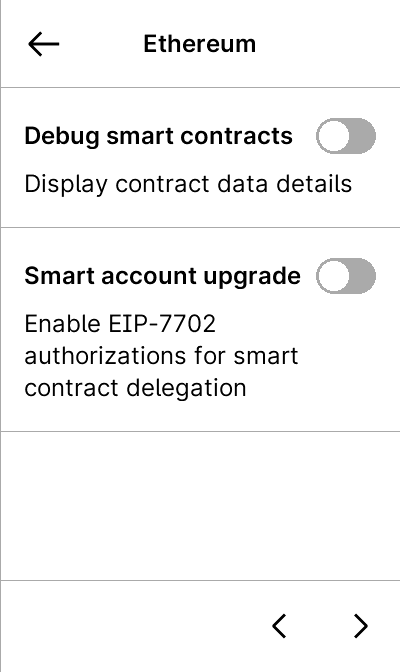 Ethereum
Debug smart contracts
Display contract data details
Smart account upgrade
Enable EIP-7702
authorizations for smart
contract delegation